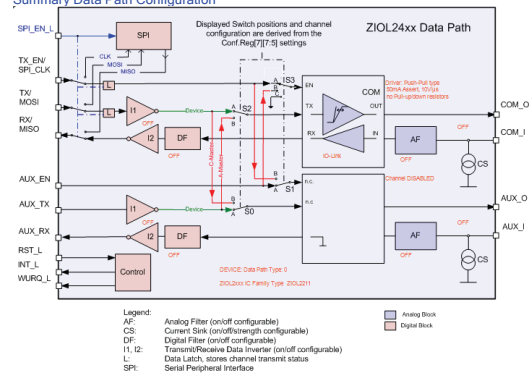 Summary Data Path Configuration
Displayed Switch positions and channel
configuration are derived from the
Conf.Reg[7][7:5] settings
ZIOL24xx Data Path
SPI_EN_L
SPI
CLK
MOSI
MISO
TX_EN/
SPI_CLK
L
TX/
MOSI
L
I1
OFF
Device
RX/
MISO
I2
OFF
DF
OFF
A
B
S2
A
B
C
S3
C-Master
A-Master
EN
TX
RX
COM
OUT
IN
IO-Link
Driver: Push-Pull type
50mA Assert, 10V/µs
no Pull-up/down resistors
COM_O
COM_I
AF
OFF
OFF
CS
AUX_EN
B
A
S1
n.c.
Channel DISABLED
AUX_TX
I1
OFF
Device
B
A
S0
n.c.
AUX_O
AUX_RX
I2
OFF
DF
OFF
AUX_I
AF
OFF
OFF
CS
RST_L
INT_L
WURQ_L
Control
DEVICE: Data Path Type: 0
ZIOL2xxx IC Family Type ZIOL2211
Legend:
AF: Analog Filter (on/off configurable)
CS: Current Sink (on/off/strength configurable)
DF: Digital Filter (on/off configurable)
I1, I2: Transmit/Receive Data Inverter (on/off configurable)
L: Data Latch, stores channel transmit status
SPI: Serial Peripheral Interface
Analog Block
Digital Block